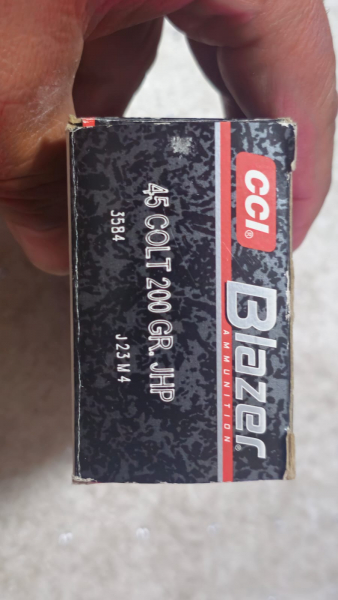 CCI®
Blazer®
AMMUNITION
45 COLT 200 GR. JHP
3584
J23M4